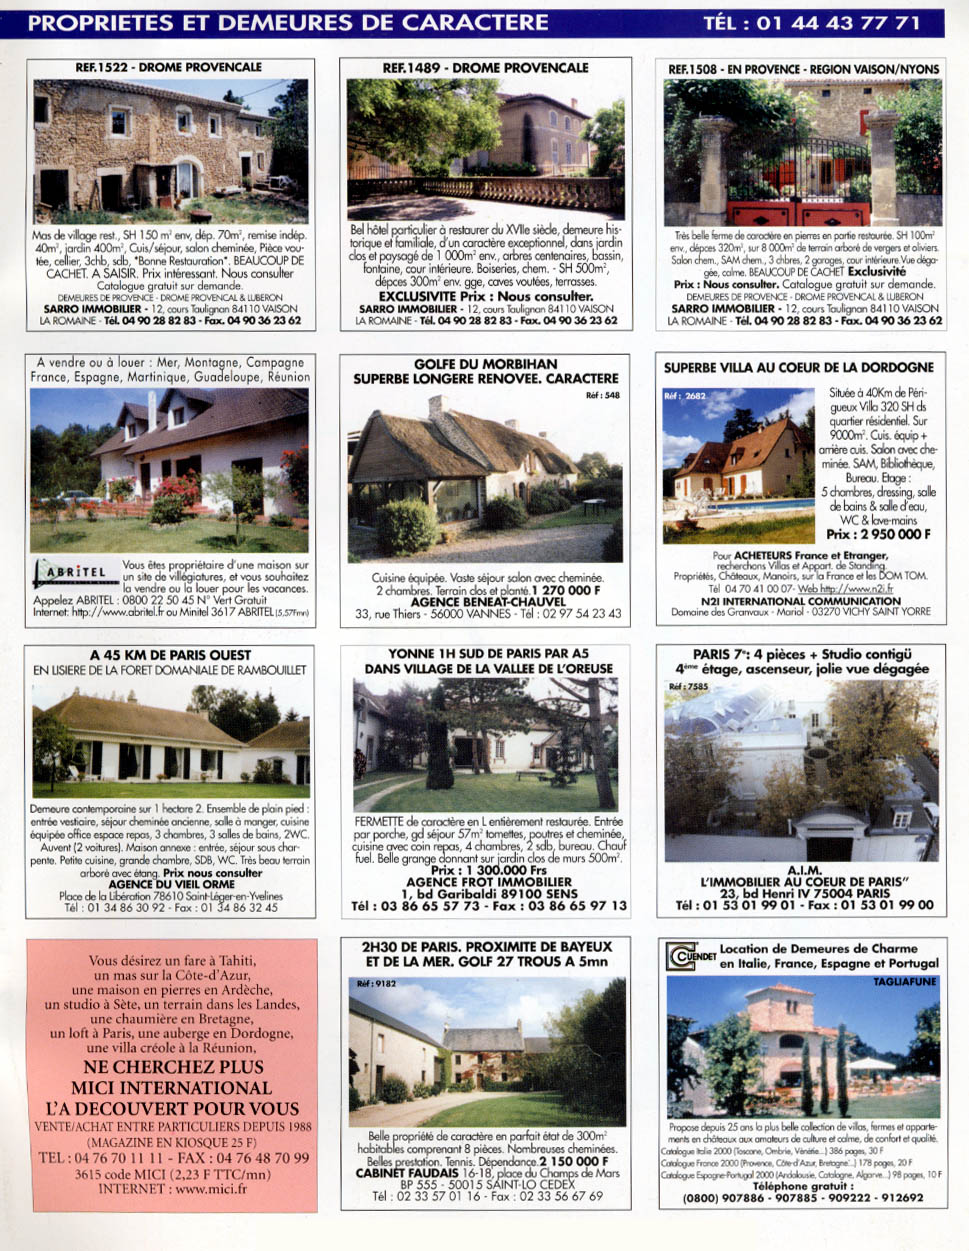 PROPRIETES ET DEMEURES DE CARACTERE
TÉL : 01 44 43 77 71
REF.1522 - DROME PROVENCALE
Mas de village rest., SH 150 m² env, dép. 70m², remise indép.
40m², jardin 400m², Cuis/séjour, salon cheminée, Pièce vou-
tée, cellier, 3chb, sdb, "Bonne Restauration". BEAUCOUP DE
CACHET. A SAISIR. Prix intéressant. Nous consulter
Catalogue gratuit sur demande.
DEMEURES DE PROVENCE - DROME PROVENCAL & LUBERON
SARRO IMMOBILIER - 12, cours Taulignan 84110 VAISON
LA ROMAINE - Tél. 04 90 28 82 83 - Fax. 04 90 36 23 62
REF.1489 - DROME PROVENCALE
Bel hôtel particulier à restaurer du XVIIe siècle, demeure his-
torique et familiale, d'un caractère exceptionnel, dans jardin
clos et paysagé de 1 000m² env., arbres centenaires, bassin,
fontaine, cour intérieure. Boiseries, chem. - SH 500m²,
dépces 300m² env. gge, caves voutées, terrasses.
EXCLUSIVITE Prix : Nous consulter.
SARRO IMMOBILIER - 12, cours Taulignan 84110 VAISON
LA ROMAINE - Tél. 04 90 28 82 83 - Fax. 04 90 36 23 62
REF.1508 - EN PROVENCE - REGION VAISON/NYONS
Très belle ferme de caractère en pierres en partie restaurée. SH 100m²
env., dépces 320m², sur 8 000m² de terrain arboré de vergers et oliviers.
Salon chem., SAM chem., 3 chbres, 2 garages, cour intérieure. Vue déga-
gée, calme. BEAUCOUP DE CACHET Exclusivité
Prix : Nous consulter. Catalogue gratuit sur demande.
DEMEURES DE PROVENCE - DROME PROVENCAL & LUBERON
SARRO IMMOBILIER - 12, cours Taulignan 84110 VAISON
LA ROMAINE - Tél. 04 90 28 82 83 - Fax. 04 90 36 23 62
A vendre ou à louer : Mer, Montagne, Campagne
France, Espagne, Martinique, Guadeloupe, Réunion
ABRITEL
Vous êtes propriétaire d'une maison sur
un site de villégiatures, et vous souhaitez
la vendre ou la louer pour les vacances.
Appelez ABRITEL : 0800 22 50 45 N° Vert Gratuit
Internet: http://www.abritel.fr ou Minitel 3617 ABRITEL (5,57fmn)
GOLFE DU MORBIHAN
SUPERBE LONGERE RENOVEE. CARACTERE
Réf : 548
Cuisine équipée. Vaste séjour salon avec cheminée.
2 chambres. Terrain clos et planté. 1 270 000 F
AGENCE BENEAT-CHAUVEL
33, rue Thiers - 56000 VANNES - Tél : 02 97 54 23 43
SUPERBE VILLA AU COEUR DE LA DORDOGNE
Réf : 2682
Située à 40Km de Péri-
gueux Villa 320 SH ds
quartier résidentiel. Sur
9000m². Cuis. équip +
arrière cuis. Salon avec che-
minée. SAM, Bibliothèque,
Bureau. Etage :
5 chambres, dressing, salle
de bains & salle d'eau,
WC & lave-mains
Prix : 2 950 000 F
Pour ACHETEURS France et Etranger,
recherchons Villas et Appart. de Standing.
Propriétés, Châteaux, Manoirs, sur la France et les DOM TOM.
Tél 04 70 41 00 07- Web http://www.n2i.fr
N2I INTERNATIONAL COMMUNICATION
Domaine des Gravevaux - Mariol - 03270 VICHY SAINT YORRE
A 45 KM DE PARIS OUEST
EN LISIERE DE LA FORET DOMANIALE DE RAMBOUILLET
Demeure contemporaine sur 1 hectare 2. Ensemble de plain pied :
entrée vestiaire, séjour cheminée ancienne, salle à manger, cuisine
équipée office espace repas, 3 chambres, 3 salles de bains, 2WC.
Auvent (2 voitures). Maison annexe : entrée, séjour sous char-
pente. Petite cuisine, grande chambre, SDB, WC. Très beau terrain
arboré avec étang. Prix nous consulter
AGENCE DU VIEIL ORME
Place de la Libération 78610 Saint-Léger-en-Yvelines
Tél : 01 34 86 30 92 - Fax : 01 34 86 32 45
YONNE 1H SUD DE PARIS PAR A5
DANS VILLAGE DE LA VALLEE DE L'OREUSE
FERMETTE de caractère en L entièrement restaurée. Entrée
par porche, gd séjour 57m² tomettes, poutres et cheminée,
cuisine avec coin repas, 4 chambres, 2 sdb, bureau. Chauf
fuel. Belle grange donnant sur jardin clos de murs 500m².
Prix : 1 300.000 Frs
AGENCE FROT IMMOBILIER
1, bd Garibaldi 89100 SENS
Tél : 03 86 65 57 73 - Fax : 03 86 65 97 13
PARIS 7e: 4 pièces + Studio contigü
4ème étage, ascenseur, jolie vue dégagée
Réf : 7585
A.I.M.
L'IMMOBILIER AU COEUR DE PARIS"
23, bd Henri IV 75004 PARIS
Tél : 01 53 01 99 01 - Fax : 01 53 01 99 00
Vous désirez un fare à Tahiti,
un mas sur la Côte-d'Azur,
une maison en pierres en Ardèche,
un studio à Sète, un terrain dans les Landes,
une chaumière en Bretagne,
un loft à Paris, une auberge en Dordogne,
une villa créole à la Réunion,
NE CHERCHEZ PLUS
MICI INTERNATIONAL
L'A DECOUVERT POUR VOUS
VENTE/ACHAT ENTRE PARTICULIERS DEPUIS 1988
(MAGAZINE EN KIOSQUE 25 F)
TEL : 04 76 70 11 11 - FAX : 04 76 48 70 99
3615 code MICI (2,23 F TTC/mn)
INTERNET : www.mici.fr
2H30 DE PARIS. PROXIMITE DE BAYEUX
ET DE LA MER. GOLF 27 TROUS A 5mn
Réf : 9182
Belle propriété de caractère en parfait état de 300m²
habitables comprenant 8 pièces. Nombreuses cheminées.
Belles prestation. Tennis. Dépendance. 2 150 000 F
CABINET FAUDAIS 16-18, place du Champs de Mars
BP 555 - 50015 SAINT-LO CEDEX
Tél : 02 33 57 01 16 - Fax : 02 33 56 67 69
CUENDET
Location de Demeures de Charme
en Italie, France, Espagne et Portugal
TAGLIAFUNE
Propose depuis 25 ans la plus belle collection de villas, fermes et apparte-
ments en châteaux aux amateurs de culture et calme, de confort et qualité.
Catalogue Italie 2000 (Toscane, Ombrie, Vénétie...) 386 pages, 30 F
Catalogue France 2000 (Provence, Côte-d'Azur, Bretagne'...) 178 pages, 20 F
Catalogue Espagne-Portugal 2000 (Andalousie, Catalogne, Algarve...) 98 pages, 10 F
Téléphone gratuit :
(0800) 907886 - 907885 - 909222 - 912692